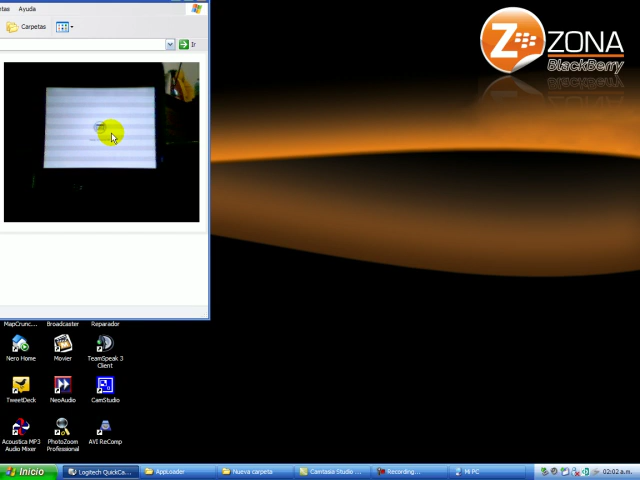 tas Ayuda
Carpetas
Ir
ZONA
BlackBerry
MapCrunc... Broadcaster Reparador
Nero Home Movier TeamSpeak 3
Client
TweetDeck NeoAudio CamStudio
Acoustica MP3 PhotoZoom AVI ReComp
Audio Mixer Professional
Inicio Logitech QuickCa... AppLoader Nueva carpeta Camtasia Studio ... Recording... Mi PC 02:02 a.m.